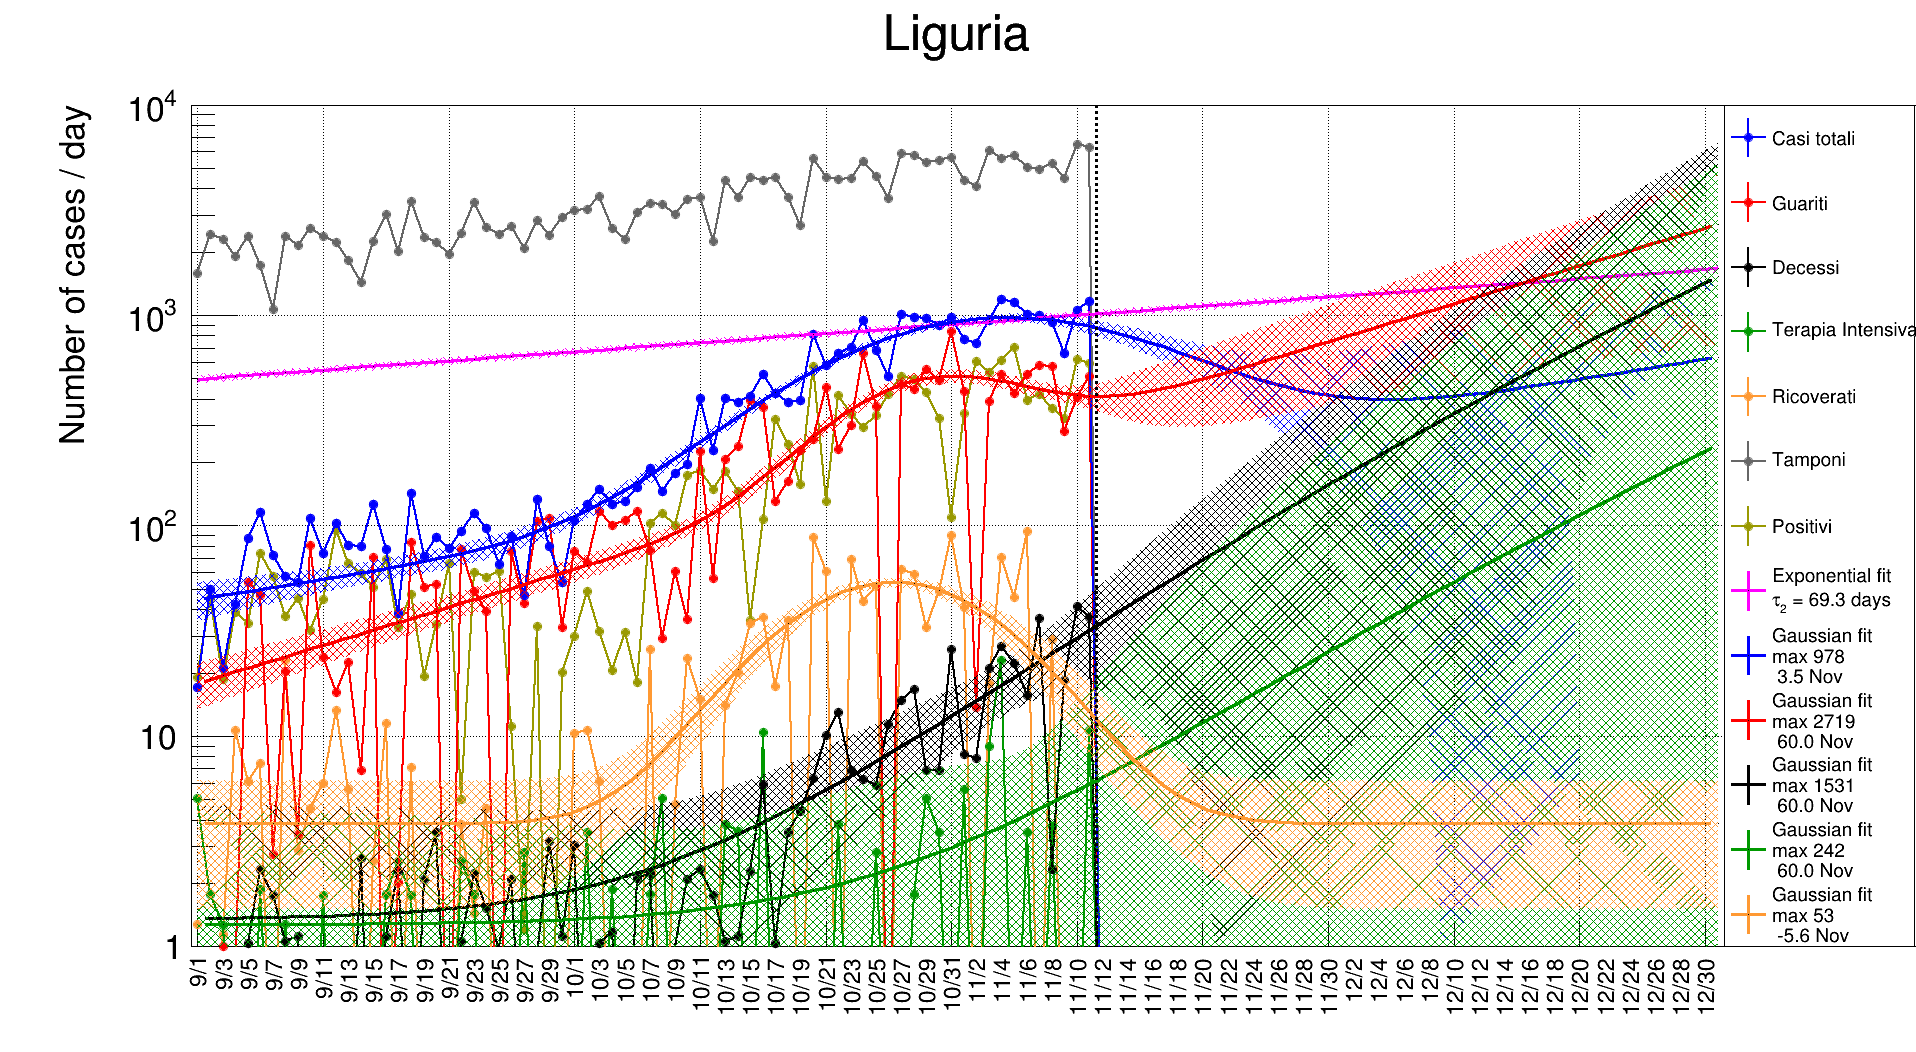 Liguria
Number of cases / day
10^4
10^3
10^2
10
1
9/1 9/3 9/5 9/7 9/9 9/11 9/13 9/15 9/17 9/19 9/21 9/23 9/25 9/27 9/29 10/1 10/3 10/5 10/7 10/9 10/11 10/13 10/15 10/17 10/19 10/21 10/23 10/25 10/27 10/29 10/31 11/2 11/4 11/6 11/8 11/10 11/12 11/14 11/16 11/18 11/20 11/22 11/24 11/26 11/28 11/30 12/2 12/4 12/6 12/8 12/10 12/12 12/14 12/16 12/18 12/20 12/22 12/24 12/26 12/28 12/30
Casi totali
Guariti
Decessi
Terapia Intensiva
Ricoverati
Tamponi
Positivi
Exponential fit
τ2 = 69.3 days
Gaussian fit
max 978
3.5 Nov
Gaussian fit
max 2719
60.0 Nov
Gaussian fit
max 1531
60.0 Nov
Gaussian fit
max 242
60.0 Nov
Gaussian fit
max 53
-5.6 Nov